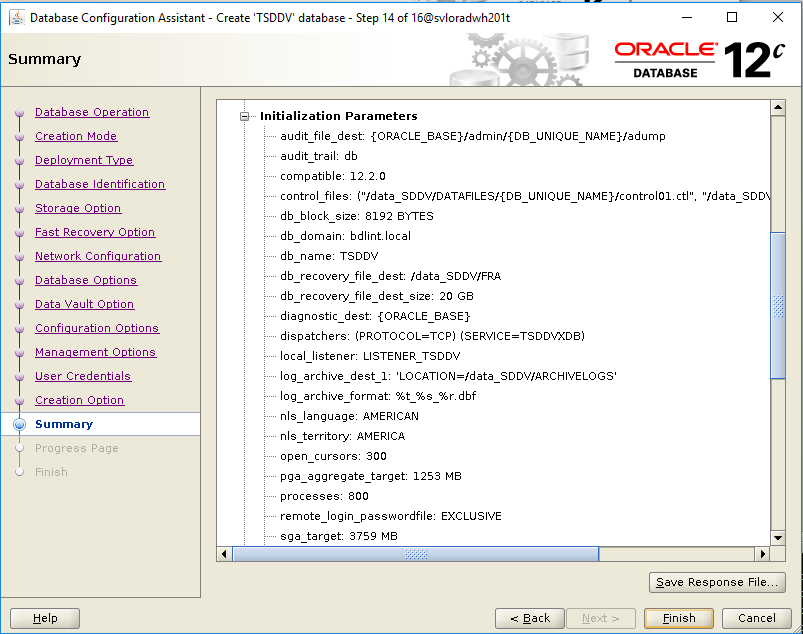 Database Configuration Assistant - Create 'TSDDV' database - Step 14 of 16@svloradwh201t
Summary
ORACLE
DATABASE
12c
Database Operation
Creation Mode
Deployment Type
Database Identification
Storage Option
Fast Recovery Option
Network Configuration
Database Options
Data Vault Option
Configuration Options
Management Options
User Credentials
Creation Option
Summary
Progress Page
Finish
Initialization Parameters
audit_file_dest: {ORACLE_BASE}/admin/{DB_UNIQUE_NAME}/adump
audit_trail: db
compatible: 12.2.0
control_files: ("/data_SDDV/DATAFILES/{DB_UNIQUE_NAME}/control01.ctl", "/data_SDDV
db_block_size: 8192 BYTES
db_domain: bdlint.local
db_name: TSDDV
db_recovery_file_dest: /data_SDDV/FRA
db_recovery_file_dest_size: 20 GB
diagnostic_dest: {ORACLE_BASE}
dispatchers: (PROTOCOL=TCP) (SERVICE=TSDDVXDB)
local_listener: LISTENER_TSDDV
log_archive_dest_1: 'LOCATION=/data_SDDV/ARCHIVELOGS'
log_archive_format: %t_%s_%r.dbf
nls_language: AMERICAN
nls_territory: AMERICA
open_cursors: 300
pga_aggregate_target: 1253 MB
processes: 800
remote_login_passwordfile: EXCLUSIVE
sga_target: 3759 MB
Save Response File...
Help
< Back
Next >
Finish
Cancel